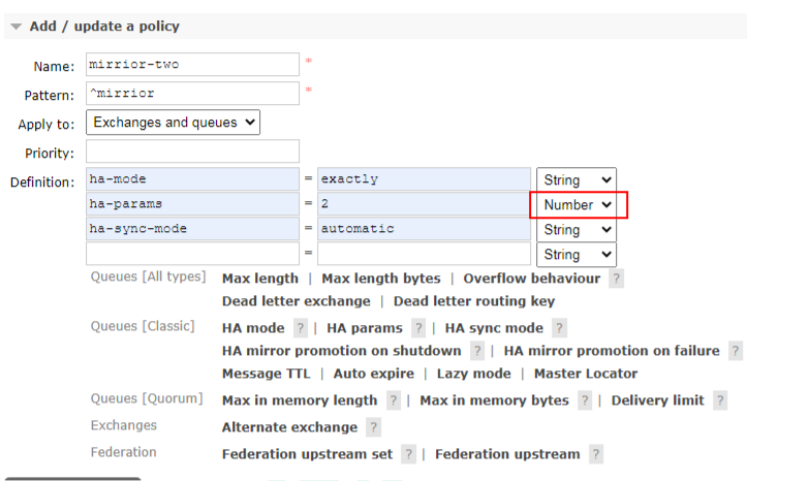 Add / update a policy
Name: mirrior-two *
Pattern: ^mirrior *
Apply to: Exchanges and queues
Priority:
Definition: ha-mode = exactly String
ha-params = 2 Number
ha-sync-mode = automatic String
= String
Queues [All types] Max length | Max length bytes | Overflow behaviour ?
Dead letter exchange | Dead letter routing key
Queues [Classic] HA mode ? | HA params ? | HA sync mode ?
HA mirror promotion on shutdown ? | HA mirror promotion on failure ?
Message TTL | Auto expire | Lazy mode | Master Locator
Queues [Quorum] Max in memory length ? | Max in memory bytes ? | Delivery limit ?
Exchanges Alternate exchange ?
Federation Federation upstream set ? | Federation upstream ?